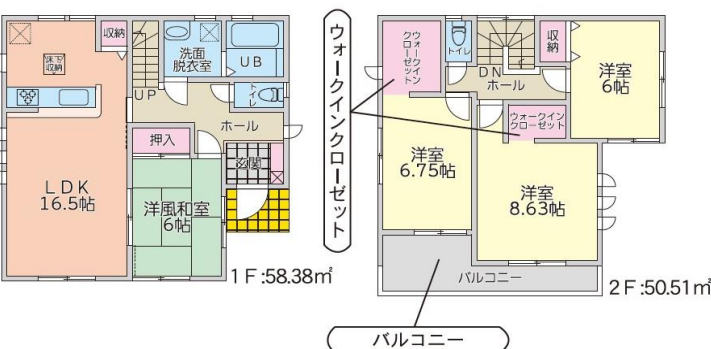 収納
床下
収納
UP
洗面
脱衣室
UB
トイレ
ホール
押入
玄関
LDK
16.5帖
洋風和室
6帖
1F:58.38㎡
ウォークインクローゼット
ウォークイン
クローゼット
トイレ
DN
ホール
収納
洋室
6帖
ウォークイン
クローゼット
洋室
6.75帖
洋室
8.63帖
バルコニー
2F:50.51㎡
バルコニー